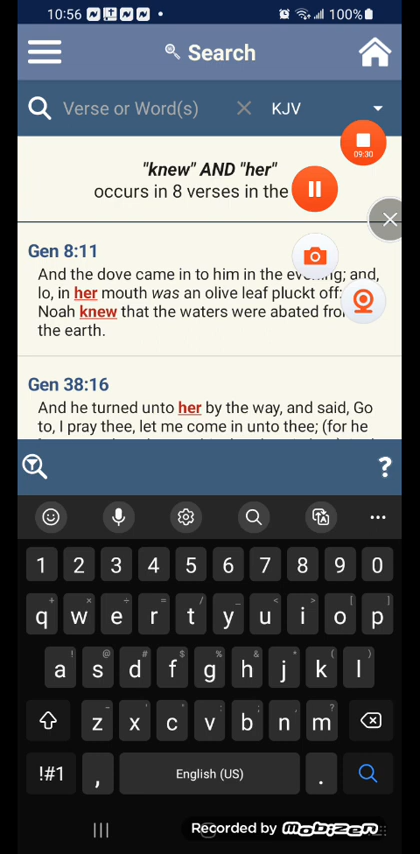 10:56
100%
Search
Verse or Word(s) KJV
"knew" AND "her"
occurs in 8 verses in the
09:30
Gen 8:11
And the dove came in to him in the evening; and,
lo, in her mouth was an olive leaf pluckt off:
Noah knew that the waters were abated from
the earth.
Gen 38:16
And he turned unto her by the way, and said, Go
to, I pray thee, let me come in unto thee; (for he
?
1 2 3 4 5 6 7 8 9 0
q w e r t y u i o p
a s d f g h j k l
z x c v b n m
!#1 , English (US) .
Recorded by mobizen